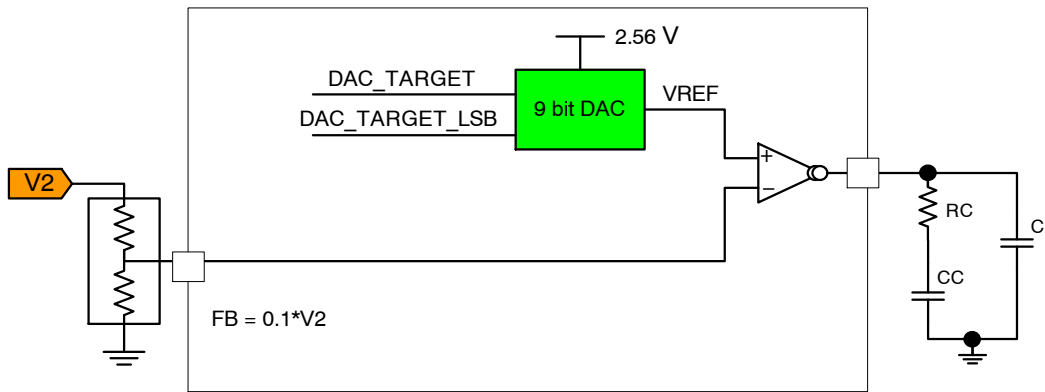 2.56 V
DAC_TARGET
DAC_TARGET_LSB
9 bit DAC
VREF
+
−
V2
RC
C
CC
FB = 0.1*V2